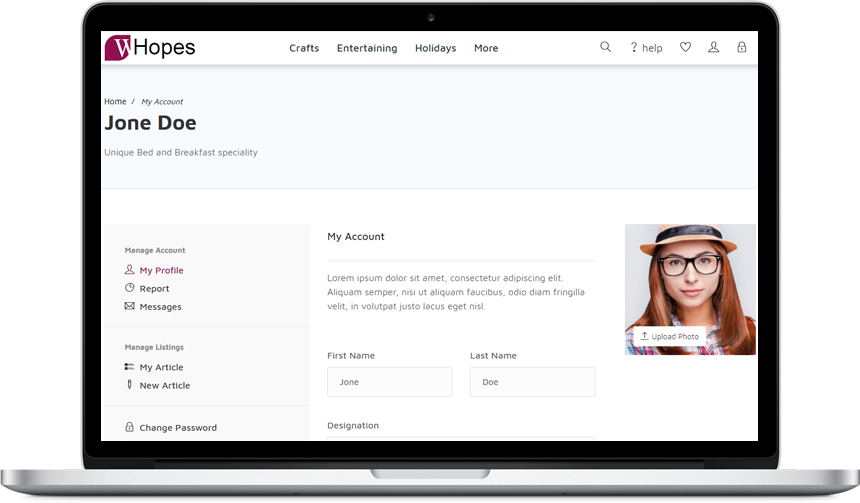 WHopes
Crafts Entertaining Holidays More
? help
Home / My Account
Jone Doe
Unique Bed and Breakfast speciality
Manage Account
My Profile
Report
Messages
Manage Listings
My Article
New Article
Change Password
My Account
Lorem ipsum dolor sit amet, consectetur adipiscing elit.
Aliquam semper, nisi ut aliquam faucibus, odio diam fringilla
velit, in volutpat justo lacus eget nisl.
First Name Last Name
Jone Doe
Designation
Upload Photo